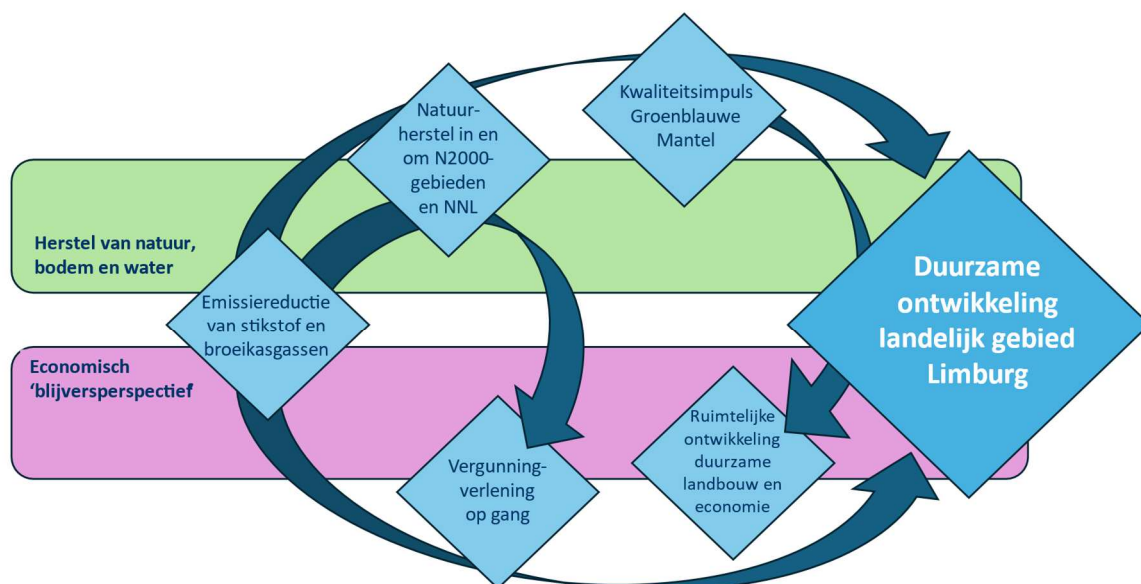 Kwaliteitsimpuls
Groenblauwe
Mantel
Natuur-
herstel in en
om N2000-
gebieden
en NNL
Herstel van natuur,
bodem en water
Emissiereductie
van stikstof en
broeikasgassen
Duurzame
ontwikkeling
landelijk gebied
Limburg
Economisch
‘blijversperspectief’
Ruimtelijke
ontwikkeling
duurzame
landbouw en
economie
Vergunning-
verlening
op gang